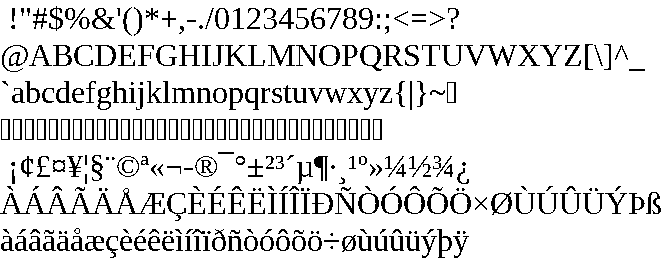 !"#$%&'()*+,-./0123456789:;<=>?
@ABCDEFGHIJKLMNOPQRSTUVWXYZ[\]^_
`abcdefghijklmnopqrstuvwxyz{|}~▯
▯▯▯▯▯▯▯▯▯▯▯▯▯▯▯▯▯▯▯▯▯▯▯▯▯▯▯▯▯▯▯▯
¡¢£¤¥¦§¨©ª«¬-®¯°±²³´µ¶·¸¹º»¼½¾¿
ÀÁÂÃÄÅÆÇÈÉÊËÌÍÎÏÐÑÒÓÔÕÖ×ØÙÚÛÜÝÞß
àáâãäåæçèéêëìíîïðñòóôõö÷øùúûüýþÿ